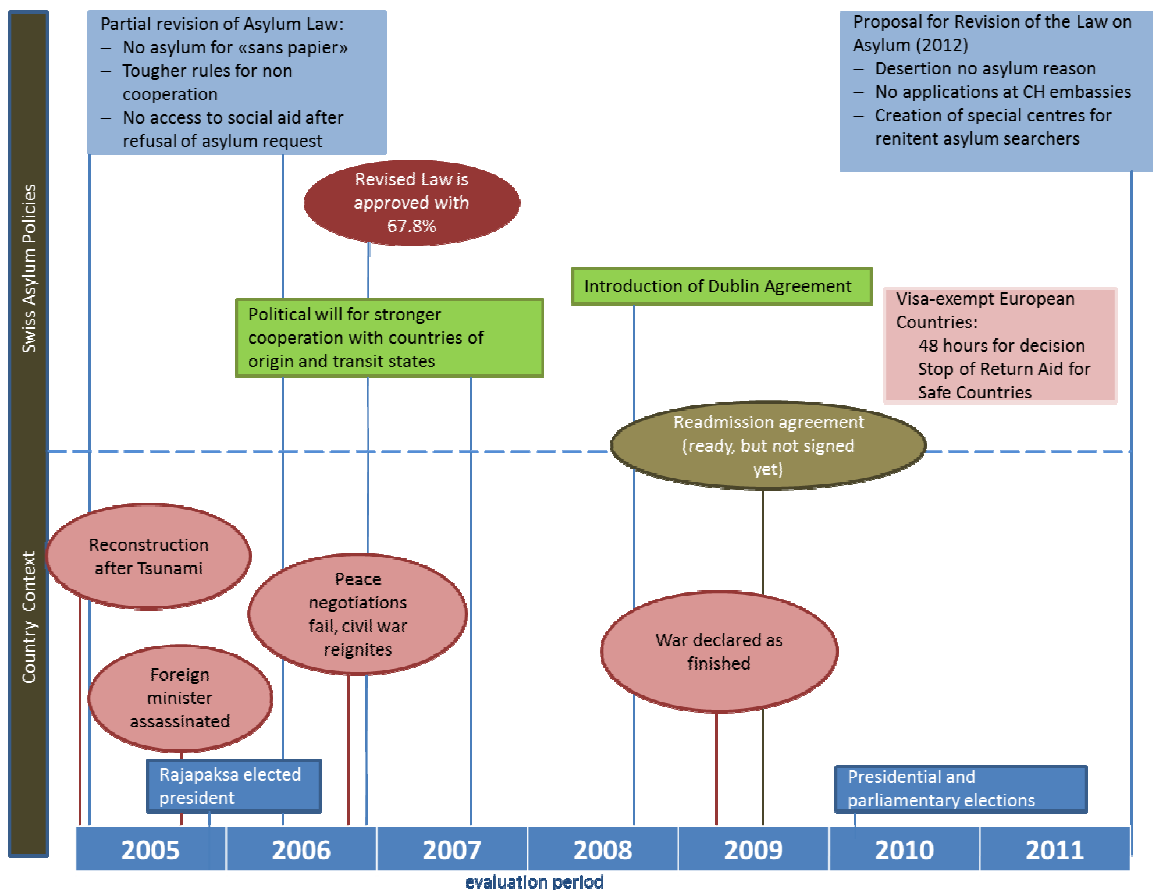 Swiss Asylum Policies
Partial revision of Asylum Law:
– No asylum for «sans papier»
– Tougher rules for non
cooperation
– No access to social aid after
refusal of asylum request
Proposal for Revision of the Law on
Asylum (2012)
– Desertion no asylum reason
– No applications at CH embassies
– Creation of special centres for
renitent asylum searchers
Revised Law is
approved with
67.8%
Political will for stronger
cooperation with countries of
origin and transit states
Introduction of Dublin Agreement
Visa-exempt European
Countries:
48 hours for decision
Stop of Return Aid for
Safe Countries
Readmission agreement
(ready, but not signed
yet)
Country Context
Reconstruction
after Tsunami
Peace
negotiations
fail, civil war
reignites
War declared as
finished
Foreign
minister
assassinated
Rajapaksa elected
president
Presidential and
parliamentary elections
2005 2006 2007 2008 2009 2010 2011
evaluation period